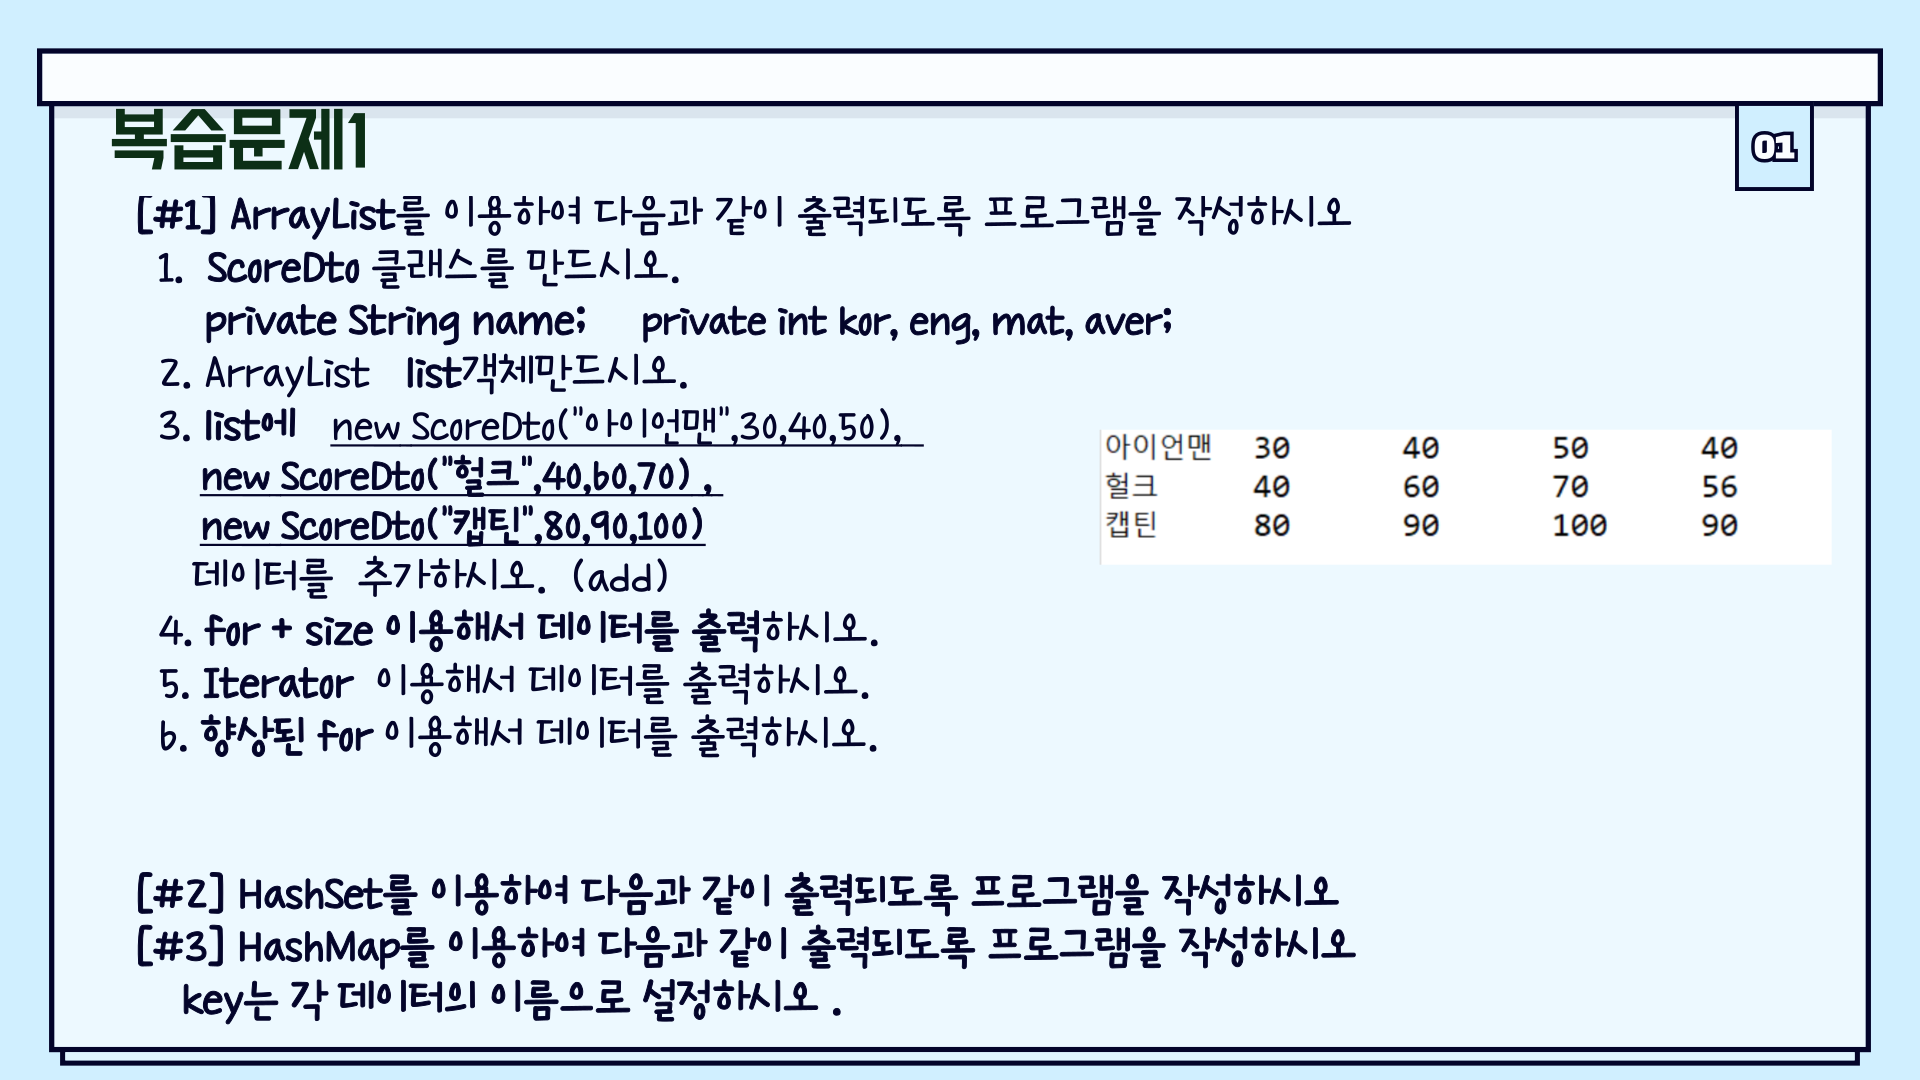 복습문제1
01
[#1] ArrayList를 이용하여 다음과 같이 출력되도록 프로그램을 작성하시오
1. ScoreDto 클래스를 만드시오.
private String name; private int kor, eng, mat, aver;
2. ArrayList list객체만드시오.
3. list에 new ScoreDto("아이언맨",30,40,50),
new ScoreDto("헐크",40,60,70) ,
new ScoreDto("캡틴",80,90,100)
데이터를 추가하시오. (add)
4. for + size 이용해서 데이터를 출력하시오.
5. Iterator 이용해서 데이터를 출력하시오.
6. 향상된 for 이용해서 데이터를 출력하시오.
아이언맨 30 40 50 40
헐크 40 60 70 56
캡틴 80 90 100 90
[#2] HashSet를 이용하여 다음과 같이 출력되도록 프로그램을 작성하시오
[#3] HashMap를 이용하여 다음과 같이 출력되도록 프로그램을 작성하시오
key는 각 데이터의 이름으로 설정하시오 .